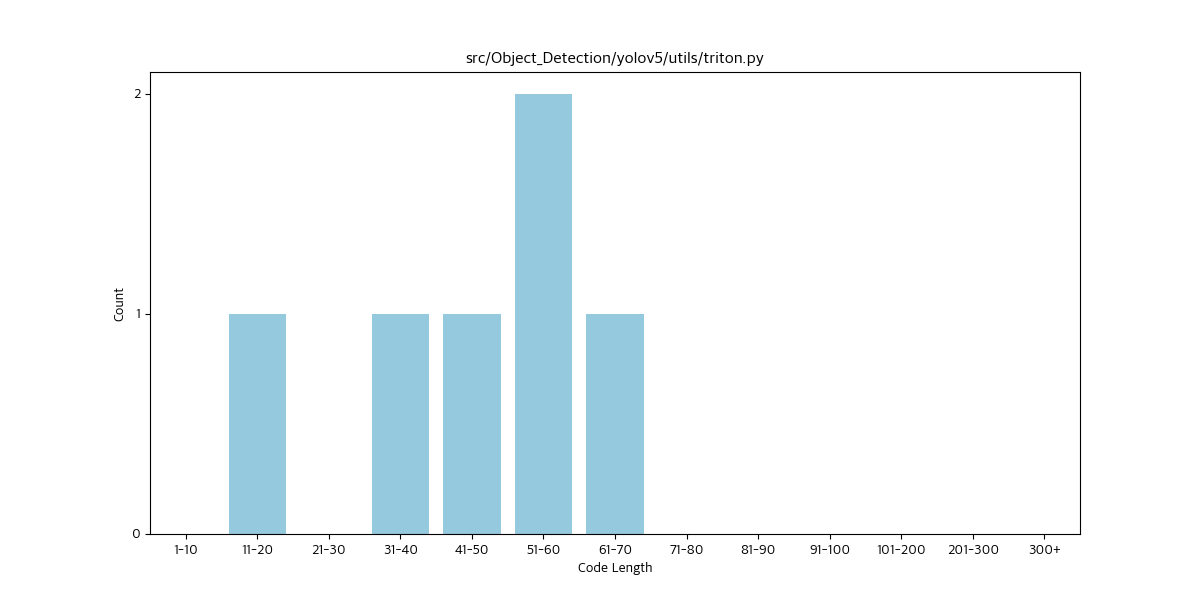 src/Object_Detection/yolov5/utils/triton.py
Count
2
1
0
1-10 11-20 21-30 31-40 41-50 51-60 61-70 71-80 81-90 91-100 101-200 201-300 300+
Code Length